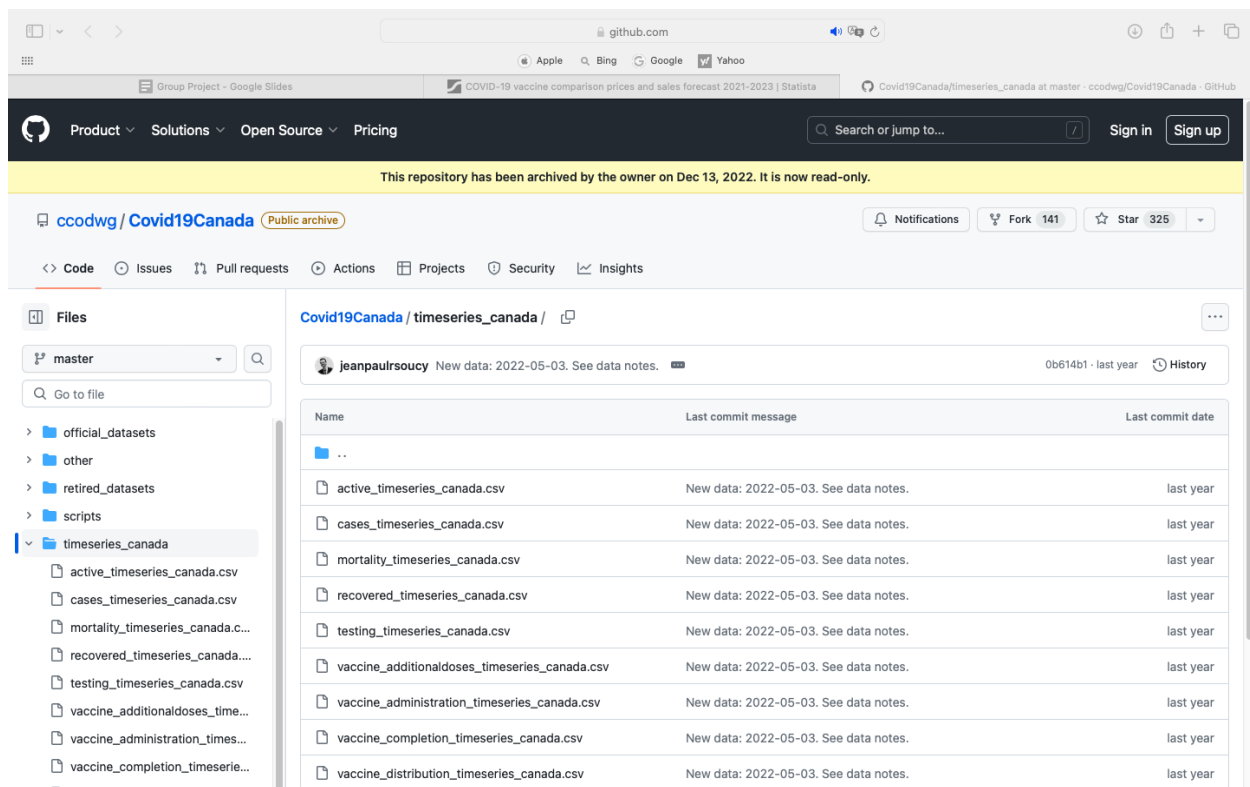 github.com
Apple Bing Google Yahoo
Group Project - Google Slides
COVID-19 vaccine comparison prices and sales forecast 2021-2023 | Statista
Covid19Canada/timeseries_canada at master · ccodwg/Covid19Canada · GitHub
Product Solutions Open Source Pricing
Search or jump to... /
Sign in Sign up
This repository has been archived by the owner on Dec 13, 2022. It is now read-only.
ccodwg / Covid19Canada Public archive
Notifications Fork 141 Star 325
Code Issues Pull requests Actions Projects Security Insights
Files
master
Go to file
official_datasets
other
retired_datasets
scripts
timeseries_canada
active_timeseries_canada.csv
cases_timeseries_canada.csv
mortality_timeseries_canada.c...
recovered_timeseries_canada....
testing_timeseries_canada.csv
vaccine_additionaldoses_time...
vaccine_administration_times...
vaccine_completion_timeserie...
Covid19Canada / timeseries_canada /
jeanpaulrsoucy New data: 2022-05-03. See data notes.
0b614b1 · last year History
Name Last commit message Last commit date
..
active_timeseries_canada.csv New data: 2022-05-03. See data notes. last year
cases_timeseries_canada.csv New data: 2022-05-03. See data notes. last year
mortality_timeseries_canada.csv New data: 2022-05-03. See data notes. last year
recovered_timeseries_canada.csv New data: 2022-05-03. See data notes. last year
testing_timeseries_canada.csv New data: 2022-05-03. See data notes. last year
vaccine_additionaldoses_timeseries_canada.csv New data: 2022-05-03. See data notes. last year
vaccine_administration_timeseries_canada.csv New data: 2022-05-03. See data notes. last year
vaccine_completion_timeseries_canada.csv New data: 2022-05-03. See data notes. last year
vaccine_distribution_timeseries_canada.csv New data: 2022-05-03. See data notes. last year